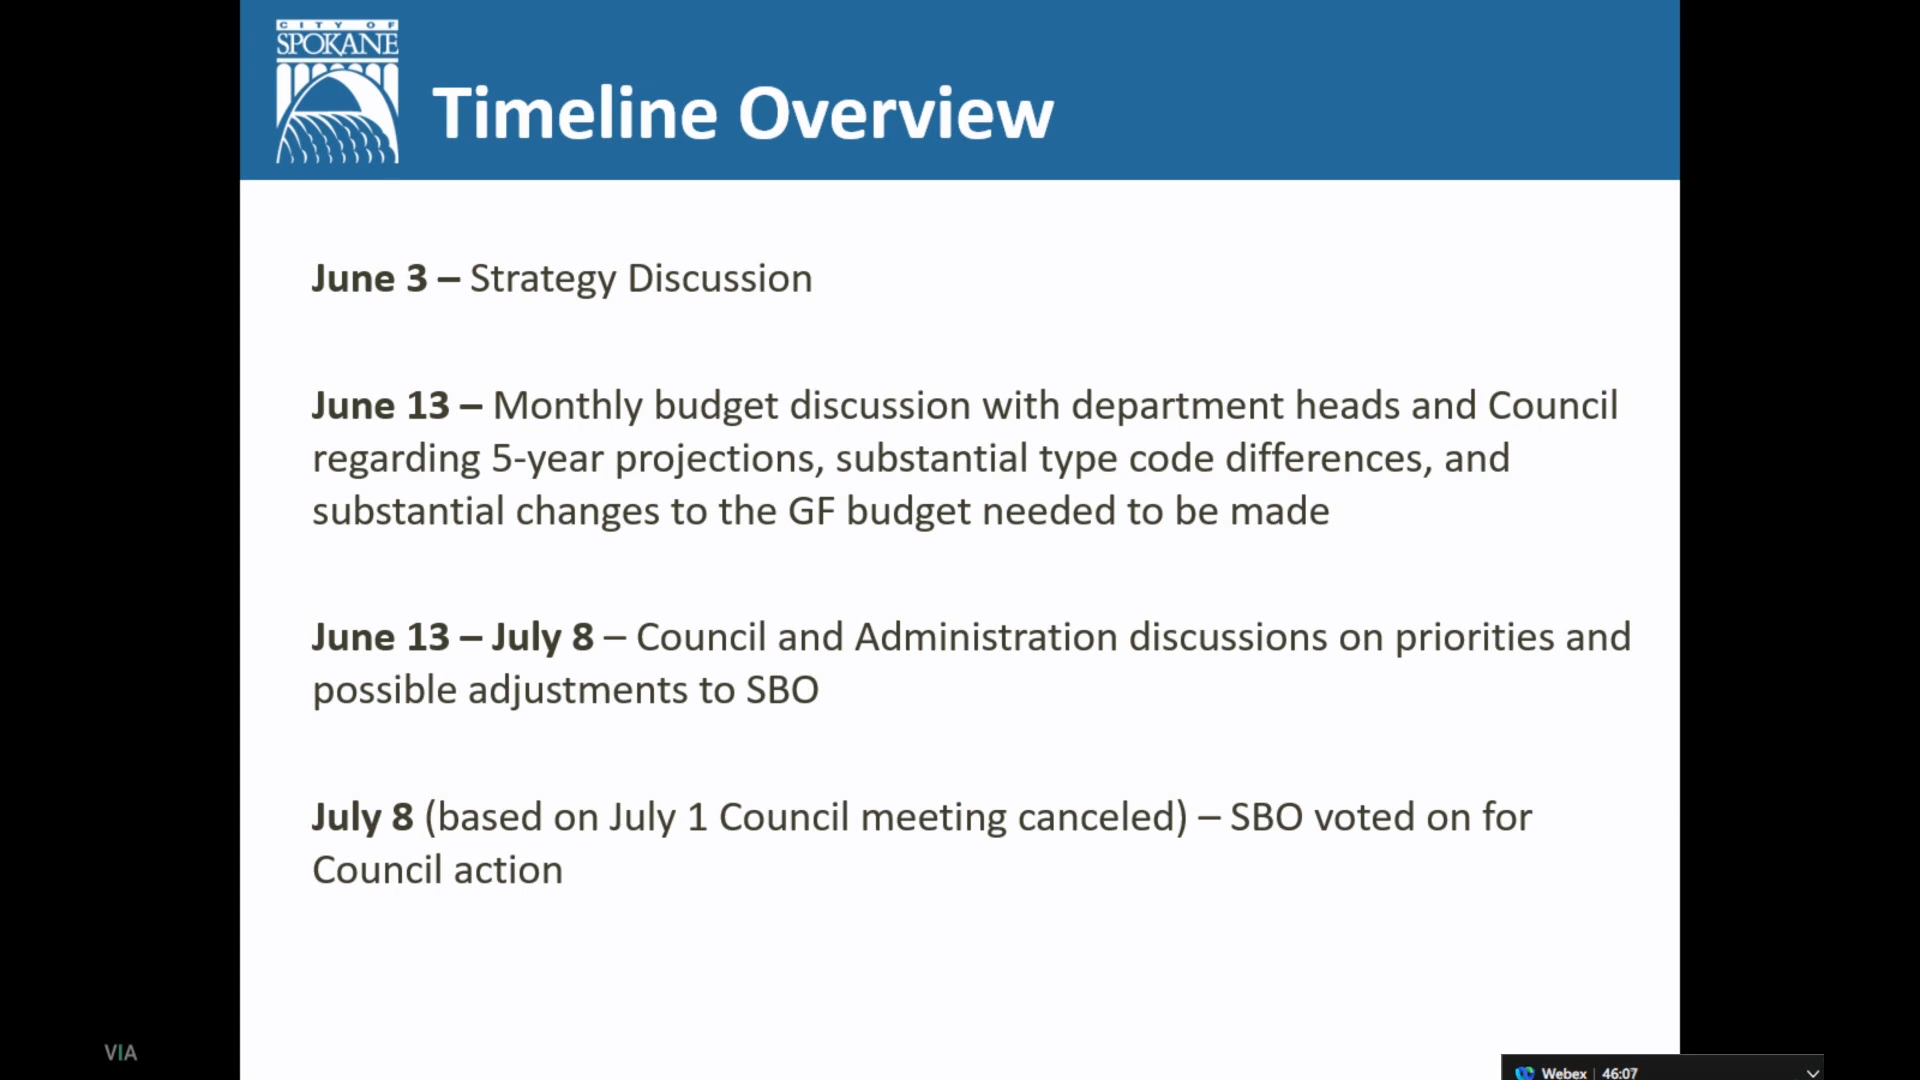 CITY OF
SPOKANE
Timeline Overview
June 3 – Strategy Discussion
June 13 – Monthly budget discussion with department heads and Council
regarding 5-year projections, substantial type code differences, and
substantial changes to the GF budget needed to be made
June 13 – July 8 – Council and Administration discussions on priorities and
possible adjustments to SBO
July 8 (based on July 1 Council meeting canceled) – SBO voted on for
Council action
VIA
Webex | 46:07